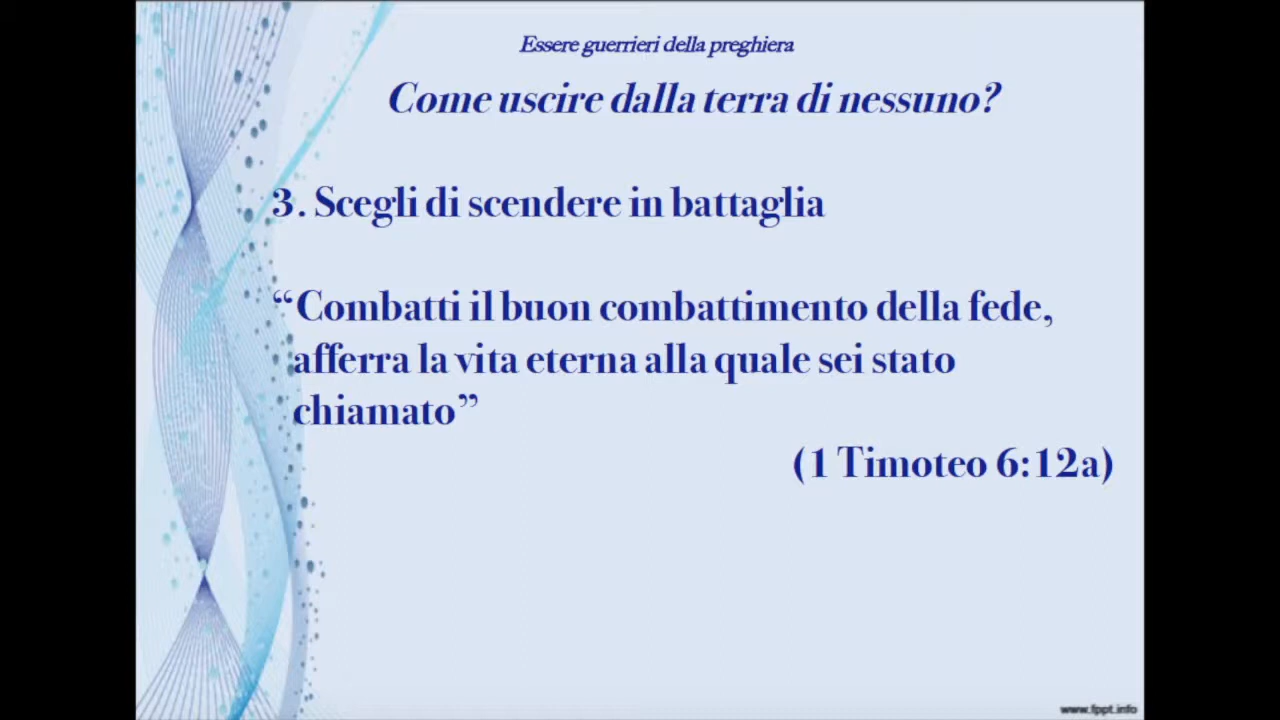 Essere guerrieri della preghiera
Come uscire dalla terra di nessuno?
3. Scegli di scendere in battaglia
“Combatti il buon combattimento della fede,
afferra la vita eterna alla quale sei stato
chiamato”
(1 Timoteo 6:12a)
www.fppt.info